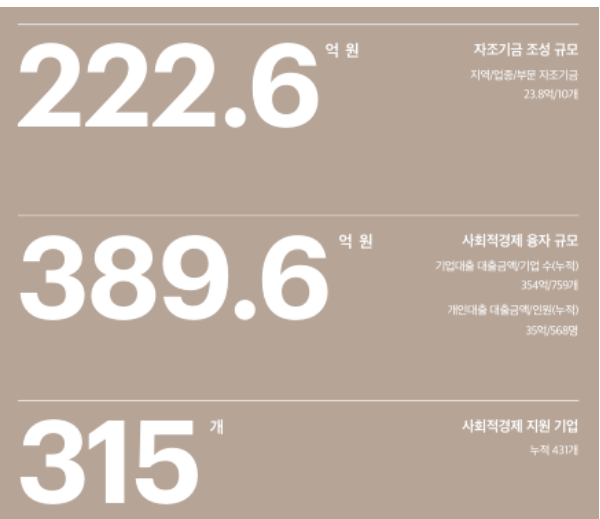 222.6 억 원
자조기금 조성 규모
지역/업종/부문 자조기금
23.8억/10개
389.6 억 원
사회적경제 융자 규모
기업대출 대출금액/기업 수(누적)
354억/759개
개인대출 대출금액/인원(누적)
35억/568명
315 개
사회적경제 지원 기업
누적 431개